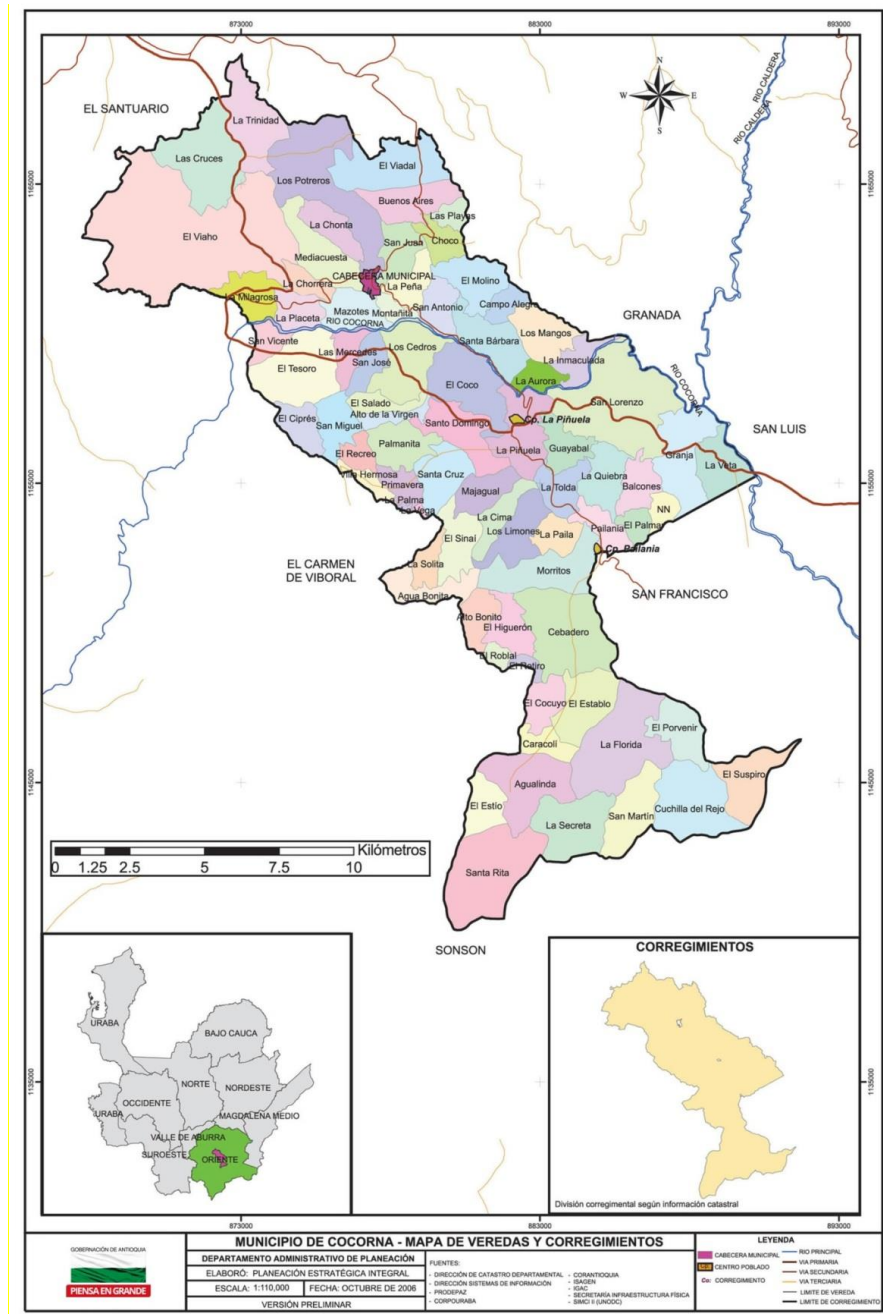 873000
883000
893000
1165000
1165000
1155000
1155000
1145000
1145000
1135000
1135000
N
W
E
S
RIO CALDERA
RIO CALDERA
EL SANTUARIO
La Trinidad
Las Cruces
El Viadal
Los Potreros
Buenos Aires
Las Playas
El Viaho
La Chonta
San Juan
Choco
Mediacuesta
CABECERA MUNICIPAL
La Chorrera
La Peña
El Molino
La Milagrosa
Mazotes
Montañita
San Antonio
Campo Alegre
La Placeta
RIO COCORNA
GRANADA
Los Mangos
San Vicente
Los Cedros
Santa Bárbara
Las Mercedes
San José
La Inmaculada
El Tesoro
El Coco
La Aurora
RIO COCORNA
El Salado
San Lorenzo
Alto de la Virgen
El Ciprés
San Miguel
Santo Domingo
Cp. La Piñuela
SAN LUIS
Palmanita
La Piñuela
Guayabal
El Recreo
Granja
La Veta
Villa Hermosa
Santa Cruz
La Quiebra
Primavera
Majagual
La Tolda
Balcones
La Palma
La Vega
NN
La Cima
Los Limones
Pailania
El Palmar
El Sinaí
La Paila
Cp. Pailania
EL CARMEN
DE VIBORAL
La Solita
Morritos
Agua Bonita
SAN FRANCISCO
Alto Bonito
El Higuerón
Cebadero
El Roblal
El Retiro
El Cocuyo
El Establo
El Porvenir
Caracoli
La Florida
El Suspiro
Agualinda
El Estio
Cuchilla del Rejo
San Martín
La Secreta
Santa Rita
Kilómetros
0 1.25 2.5 5 7.5 10
SONSON
URABA
BAJO CAUCA
NORTE
NORDESTE
OCCIDENTE
URABA
MAGDALENA MEDIO
VALLE DE ABURRA
SUROESTE
ORIENTE
CORREGIMIENTOS
División corregimental según información catastral
873000
883000
893000
GOBERNACIÓN DE ANTIOQUIA
PIENSA EN GRANDE
MUNICIPIO DE COCORNA - MAPA DE VEREDAS Y CORREGIMIENTOS
DEPARTAMENTO ADMINISTRATIVO DE PLANEACIÓN
ELABORÓ: PLANEACIÓN ESTRATÉGICA INTEGRAL
ESCALA: 1:110,000
FECHA: OCTUBRE DE 2006
VERSIÓN PRELIMINAR
FUENTES:
- DIRECCIÓN DE CATASTRO DEPARTAMENTAL
- DIRECCIÓN SISTEMAS DE INFORMACIÓN
- PRODEPAZ
- CORPOURABA
- CORANTIOQUIA
- ISAGEN
- IGAC
- SECRETARÍA INFRAESTRUCTURA FÍSICA
- SIMCI II (UNODC)
LEYENDA
CABECERA MUNICIPAL
CENTRO POBLADO
Co: CORREGIMIENTO
RIO PRINCIPAL
VIA PRIMARIA
VIA SECUNDARIA
VIA TERCIARIA
LIMITE DE VEREDA
LIMITE DE CORREGIMIENTO